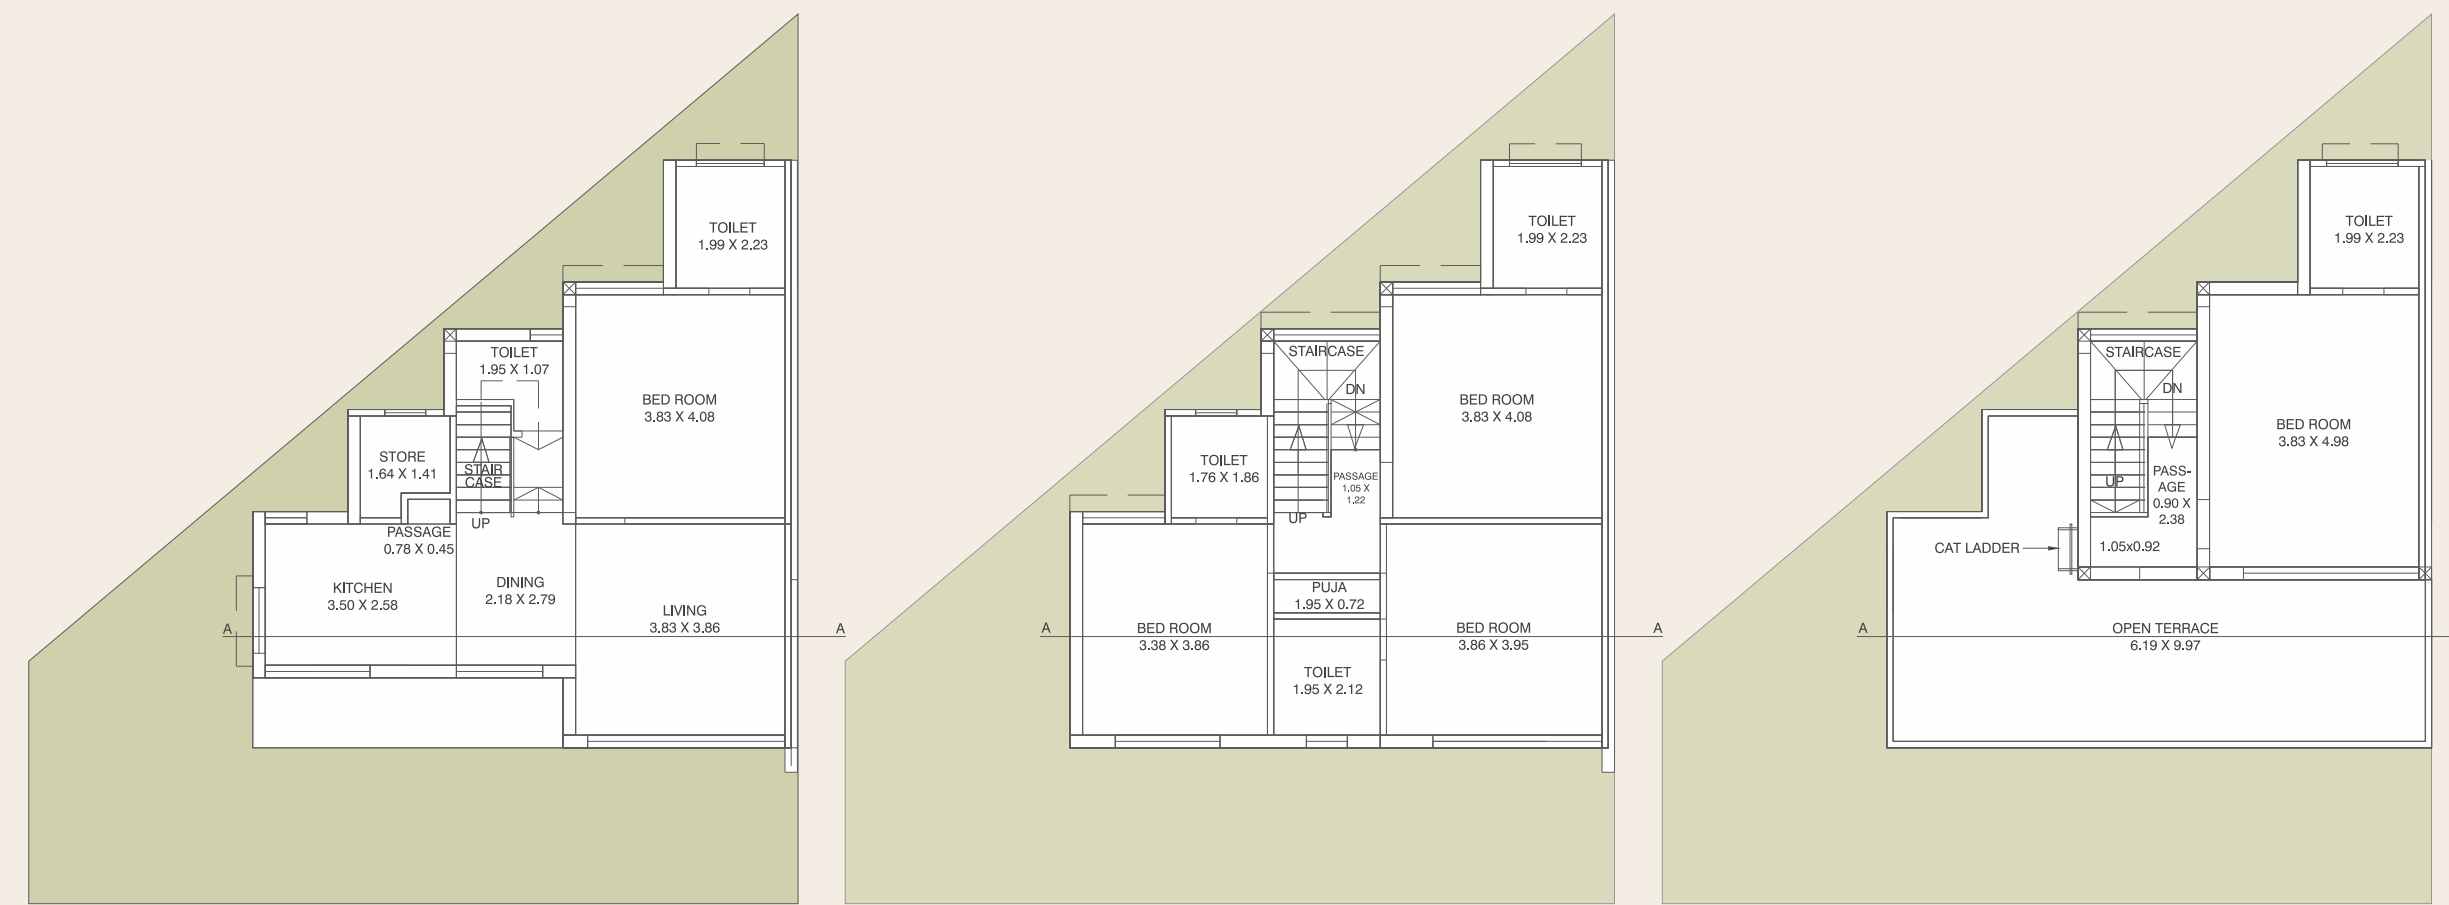 TOILET
1.99 X 2.23
TOILET
1.95 X 1.07
BED ROOM
3.83 X 4.08
STORE
1.64 X 1.41
STAIR
CASE
UP
PASSAGE
0.78 X 0.45
KITCHEN
3.50 X 2.58
DINING
2.18 X 2.79
LIVING
3.83 X 3.86
A
A
TOILET
1.99 X 2.23
STAIRCASE
DN
BED ROOM
3.83 X 4.08
TOILET
1.76 X 1.86
PASSAGE
1.05 X
1.22
UP
PUJA
1.95 X 0.72
BED ROOM
3.38 X 3.86
BED ROOM
3.86 X 3.95
TOILET
1.95 X 2.12
A
A
TOILET
1.99 X 2.23
STAIRCASE
DN
BED ROOM
3.83 X 4.98
PASS-
AGE
0.90 X
2.38
UP
CAT LADDER
1.05x0.92
OPEN TERRACE
6.19 X 9.97
A